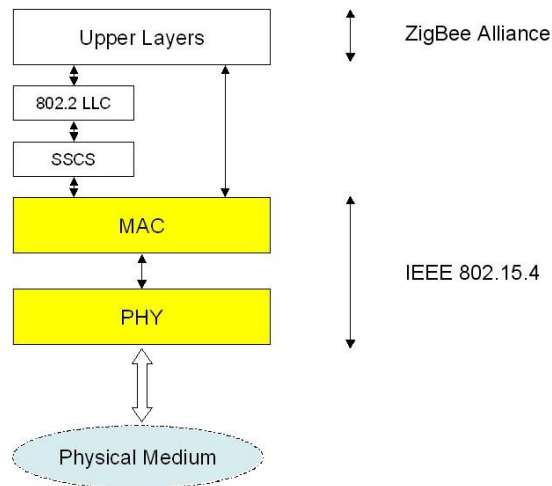 Upper Layers
ZigBee Alliance
802.2 LLC
SSCS
MAC
IEEE 802.15.4
PHY
Physical Medium